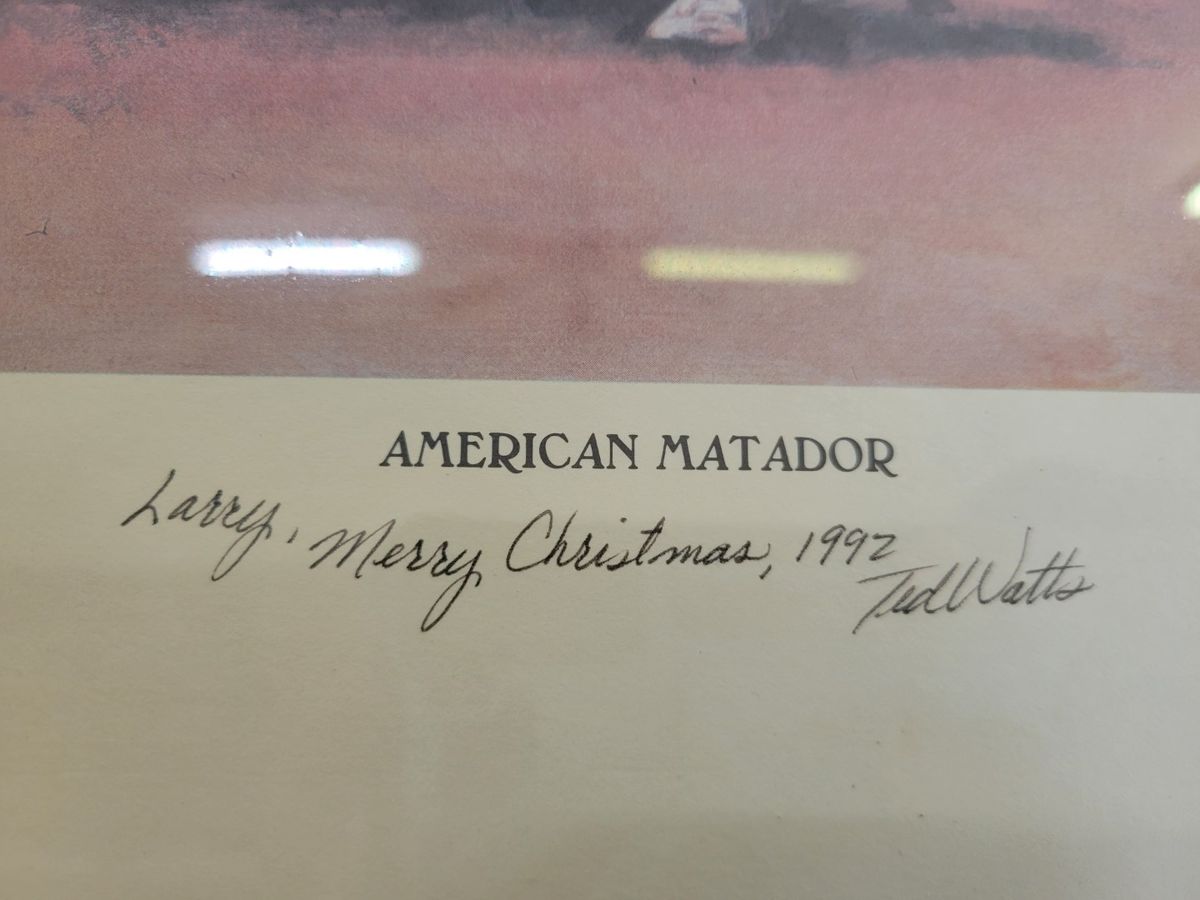 AMERICAN MATADOR
Larry, Merry Christmas, 1992
Ted Watts